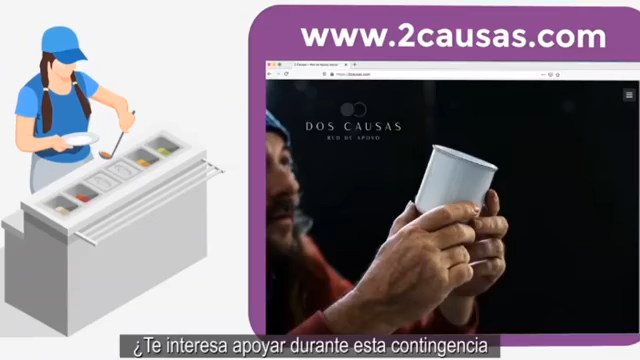 www.2causas.com
DOS CAUSAS
RED DE APOYO
¿Te interesa apoyar durante esta contingencia